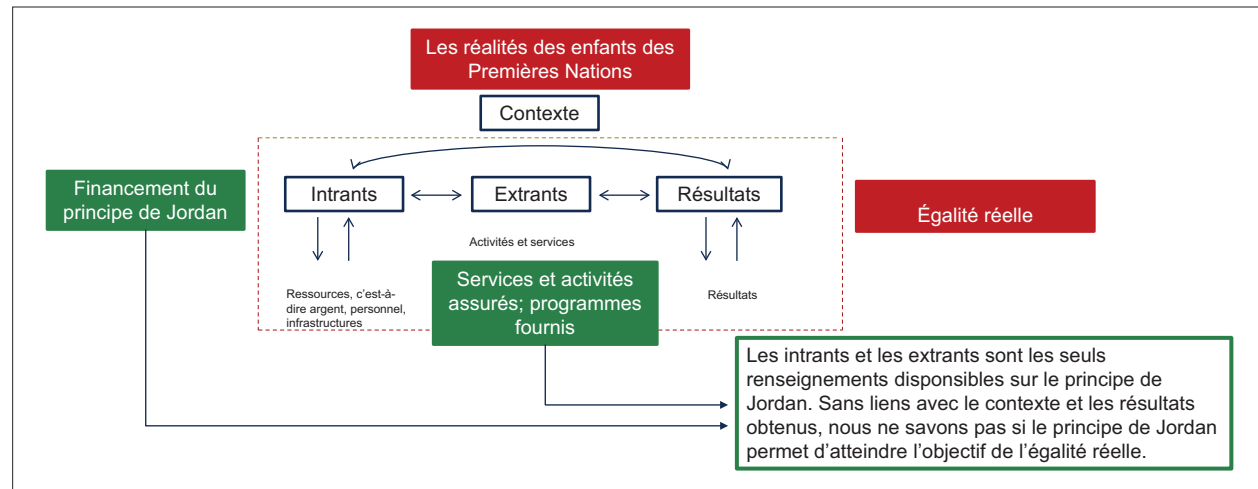 Les réalités des enfants des
Premières Nations
Contexte
Financement du
principe de Jordan
Intrants
Extrants
Résultats
Égalité réelle
Activités et services
Ressources, c'est-à-
dire argent, personnel,
infrastructures
Services et activités
assurés; programmes
fournis
Résultats
Les intrants et les extrants sont les seuls
renseignements disponibles sur le principe de
Jordan. Sans liens avec le contexte et les résultats
obtenus, nous ne savons pas si le principe de Jordan
permet d'atteindre l'objectif de l'égalité réelle.